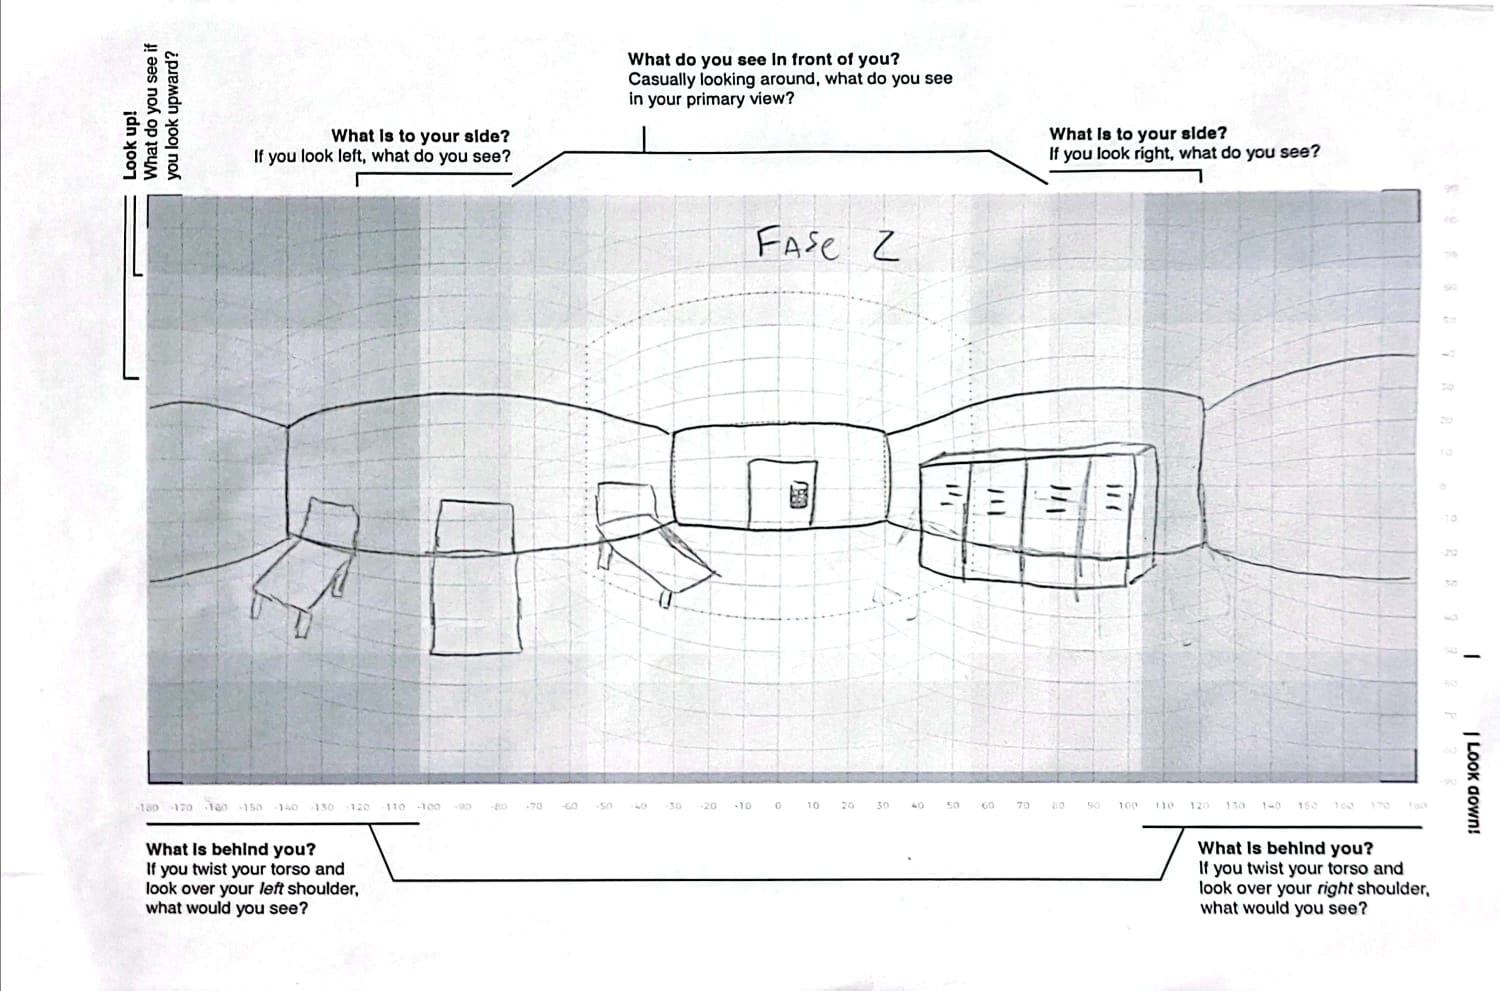 Look up!
What do you see if
you look upward?
What do you see in front of you?
Casually looking around, what do you see
in your primary view?
What is to your side?
If you look left, what do you see?
What is to your side?
If you look right, what do you see?
FASE 2
-180 -170 -160 -150 -140 -130 -120 -110 -100 -90 -80 -70 -60 -50 -40 -30 -20 -10 0 10 20 30 40 50 60 70 80 90 100 110 120 130 140 150 160 170 180
Look down!
What is behind you?
If you twist your torso and
look over your left shoulder,
what would you see?
What is behind you?
If you twist your torso and
look over your right shoulder,
what would you see?